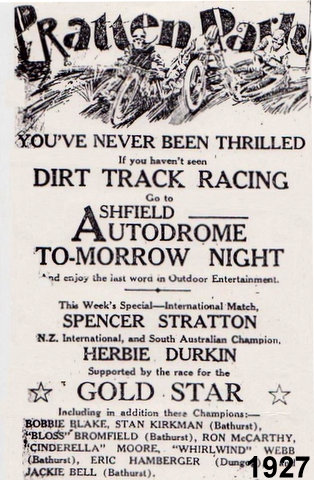 Pratten Park
YOU'VE NEVER BEEN THRILLED
If you haven't seen
DIRT TRACK RACING
Go to
ASHFIELD
AUTODROME
TO-MORROW NIGHT
And enjoy the last word in Outdoor Entertainment.
This Week's Special—International Match,
SPENCER STRATTON
N.Z. International, and South Australian Champion,
HERBIE DURKIN
Supported by the race for the
GOLD STAR
Including in addition these Champions:—
BOBBIE BLAKE, STAN KIRKMAN (Bathurst),
"BLOSS" BROMFIELD (Bathurst), RON McCARTHY,
"CINDERELLA" MOORE, "WHIRLWIND" WEBB
(Bathurst), ERIC HAMBERGER
JACKIE BELL (Bathurst).
1927